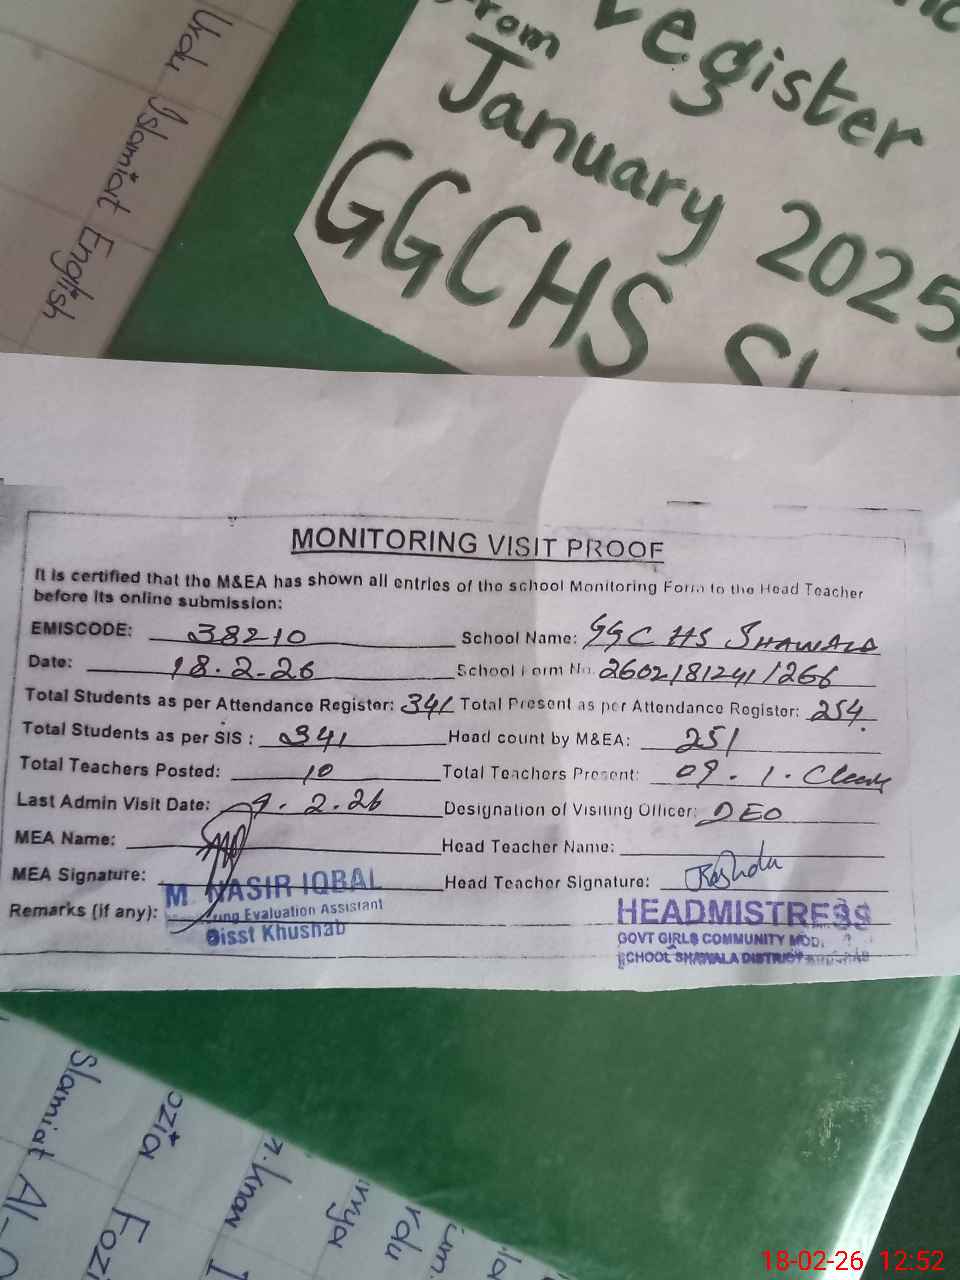 Register
From
January 2025.
GGCHS
Urdu Islamiat English
MONITORING VISIT PROOF
It is certified that the M&EA has shown all entries of the school Monitoring Form to the Head Teacher
before its online submission:
EMISCODE: 38210 School Name: GGC HS SHAWALA
Date: 18.2-26 School Form No. 2602181241/266
Total Students as per Attendance Register: 341 Total Present as per Attendance Register: 254
Total Students as per SIS: 341 Head count by M&EA: 251
Total Teachers Posted: 10 Total Teachers Present: 09.1.
Last Admin Visit Date: 9.2.26 Designation of Visiting Officer: DEO
MEA Name: Head Teacher Name:
MEA Signature: Head Teacher Signature: Rashda
Remarks (if any):
M NASIR IQBAL
Evaluation Assistant
Disst Khushab
HEADMISTRESS
GOVT GIRLS COMMUNITY MOD.
SCHOOL SHAWALA DISTRICT
Fozia
18-02-26 12:52